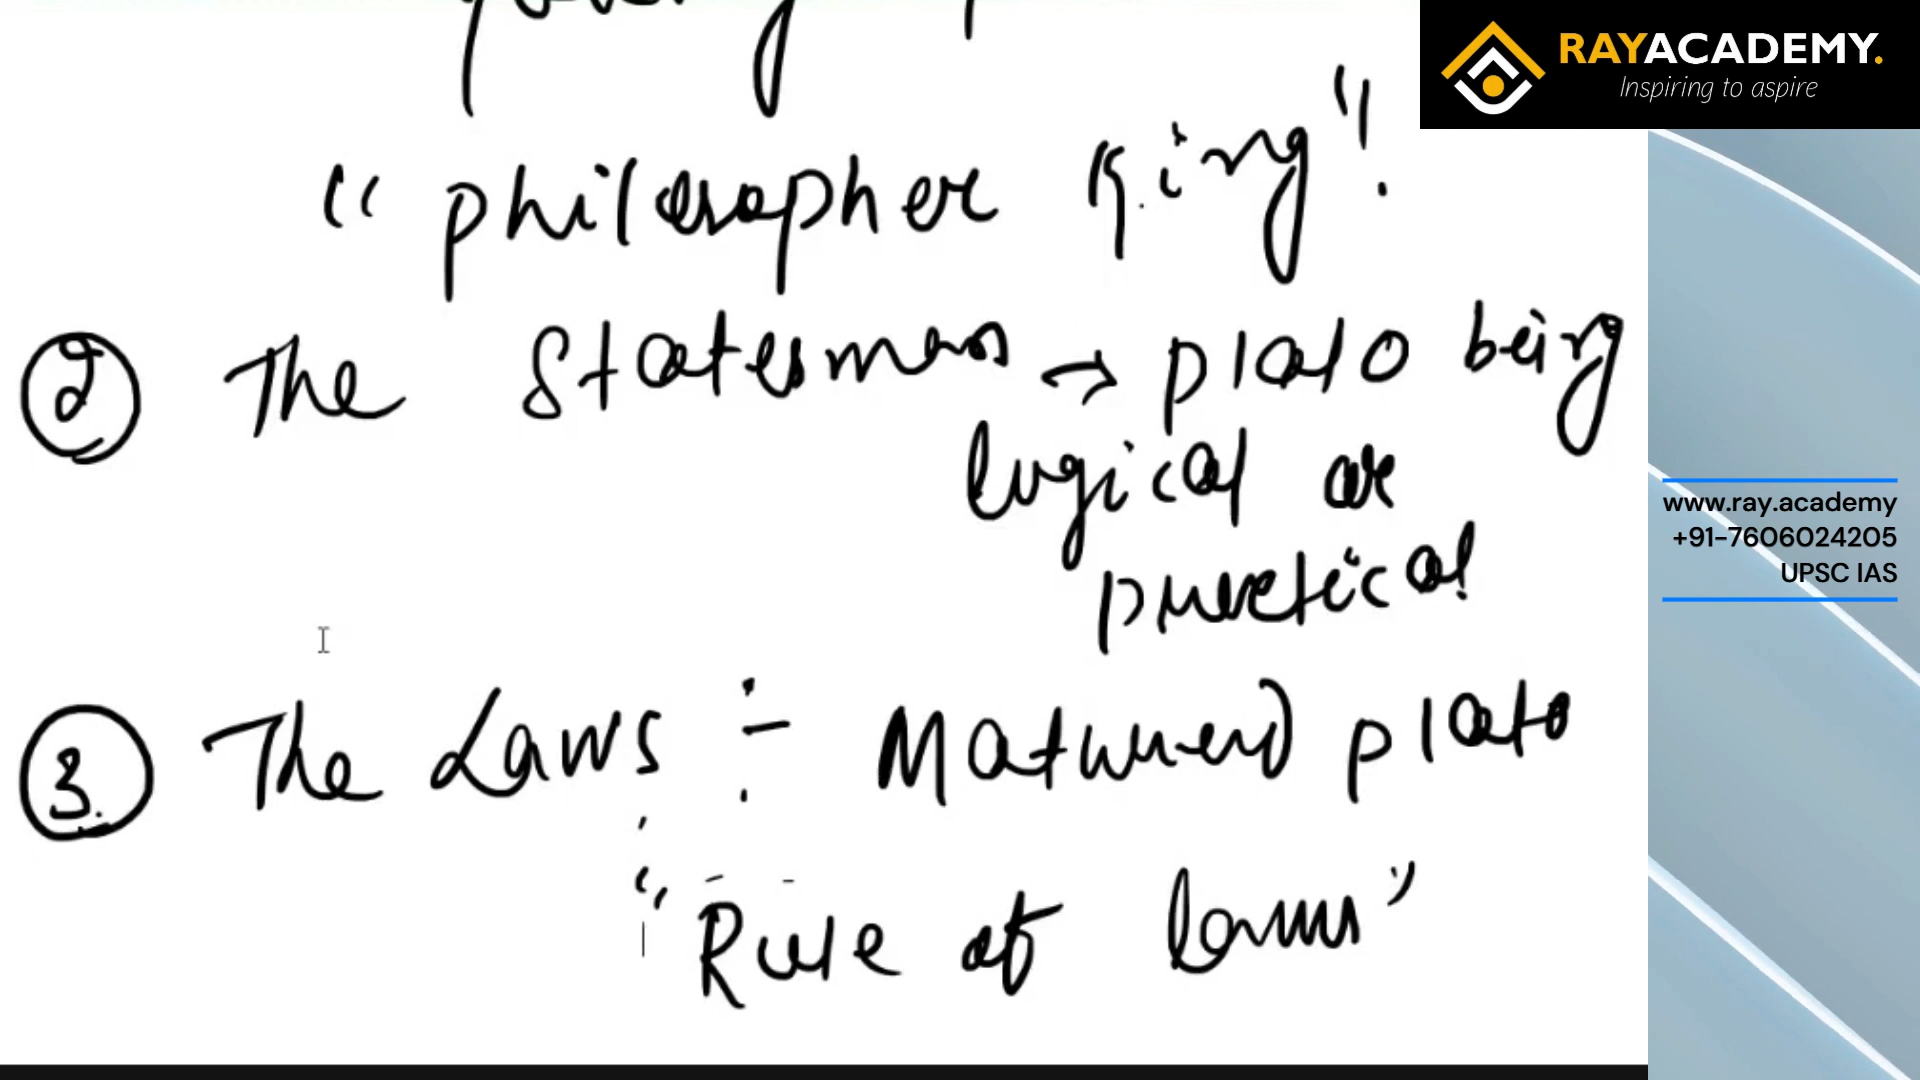 "philosopher King".
② The Statesman → plato being
logical or
practical
③ The Laws ÷ Matured plato
"Rule of laws"
RAYACADEMY.
Inspiring to aspire
www.ray.academy
+91-7606024205
UPSC IAS